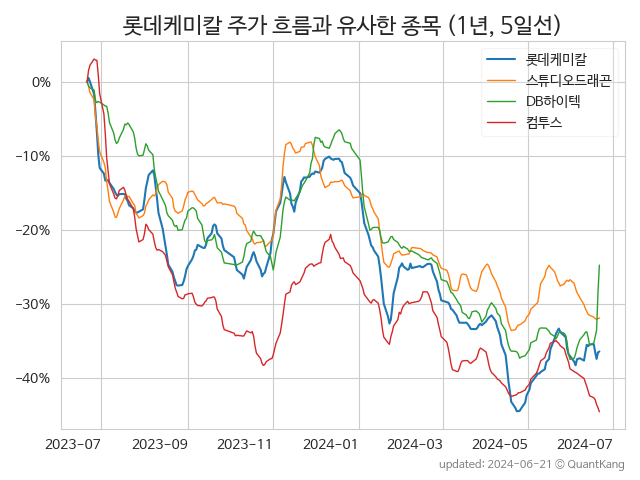 롯데케미칼 주가 흐름과 유사한 종목 (1년, 5일선)
롯데케미칼
스튜디오드래곤
DB하이텍
컴투스
0%
−10%
−20%
−30%
−40%
2023-07 2023-09 2023-11 2024-01 2024-03 2024-05 2024-07
updated: 2024-06-21 © QuantKang